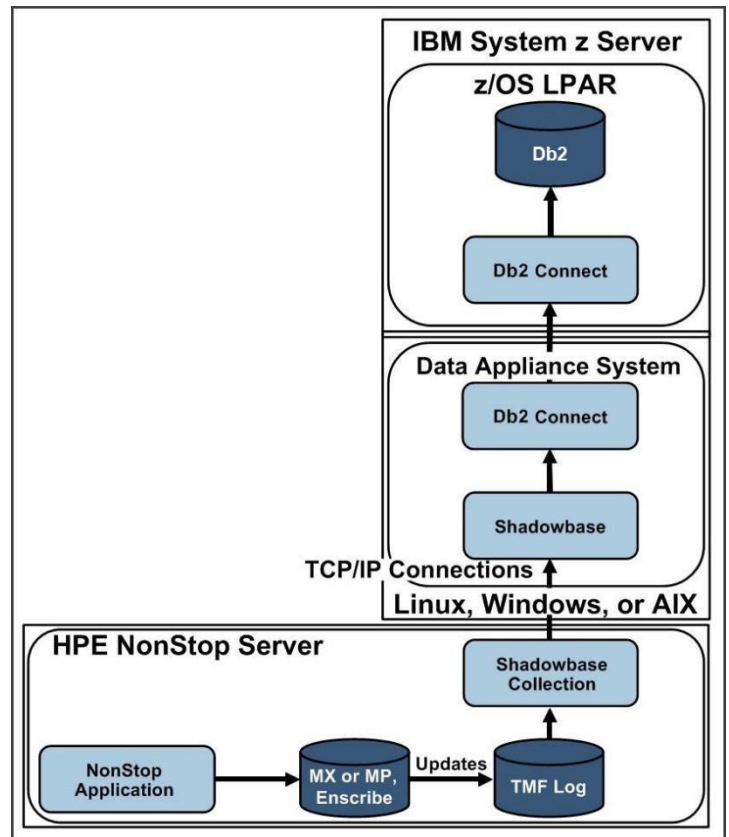 IBM System z Server
z/OS LPAR
Db2
Db2 Connect
Data Appliance System
Db2 Connect
Shadowbase
TCP/IP Connections
Linux, Windows, or AIX
HPE NonStop Server
Shadowbase
Collection
NonStop
Application
MX or MP,
Enscribe
Updates
TMF Log